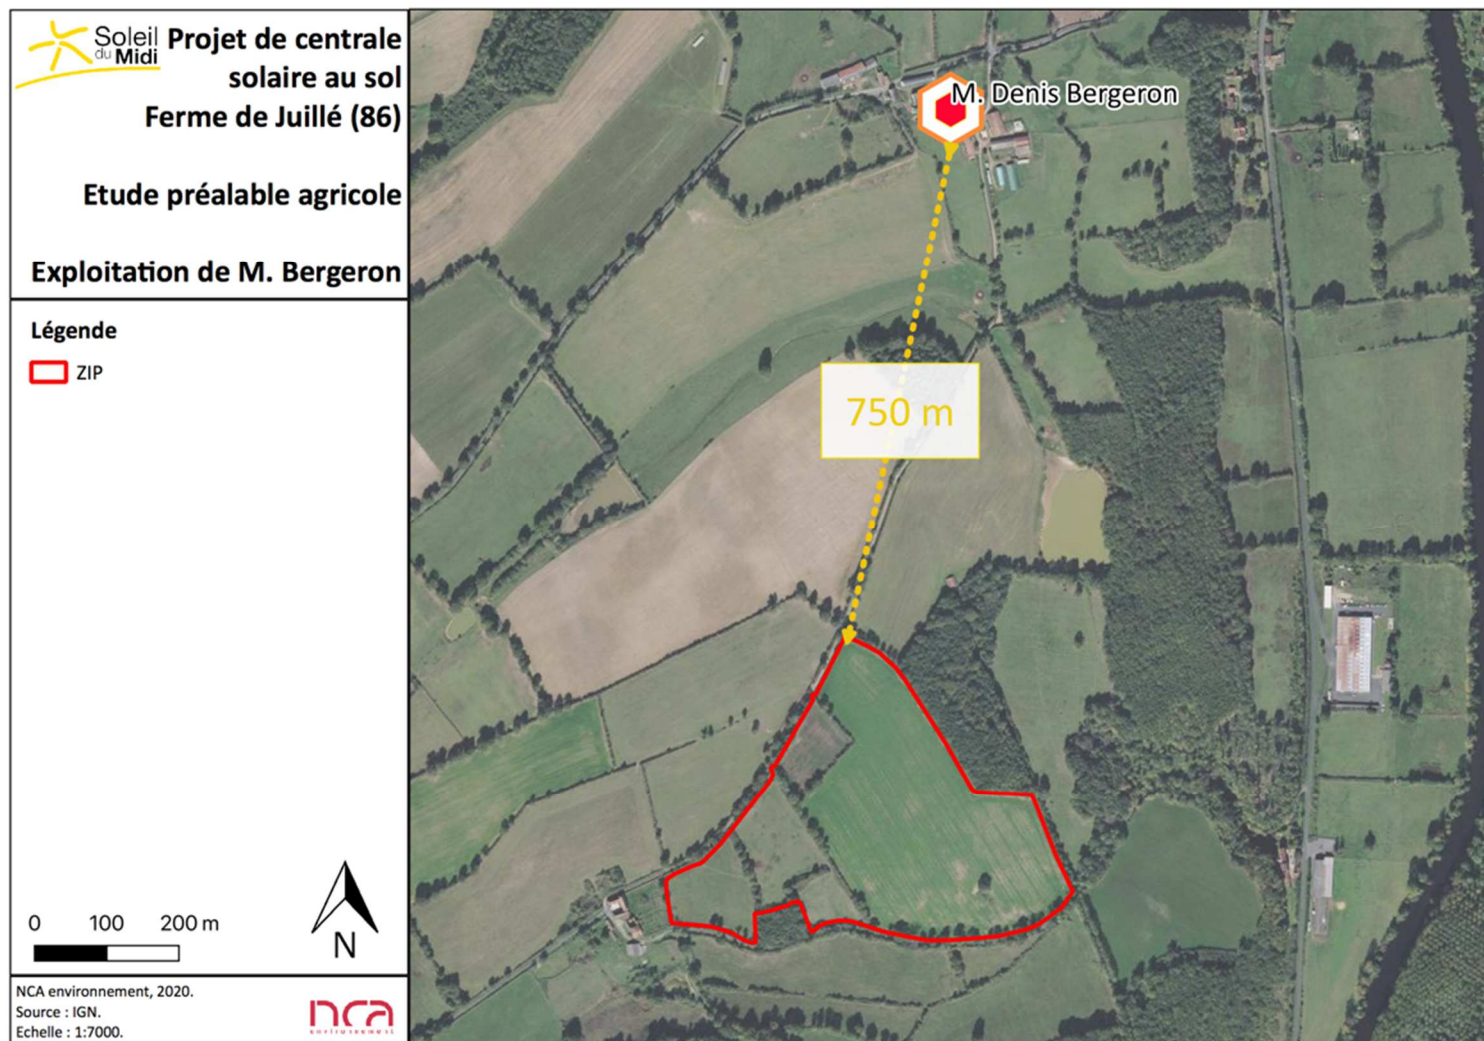 Soleil
du Midi
Projet de centrale
solaire au sol
Ferme de Juillé (86)
Etude préalable agricole
Exploitation de M. Bergeron
Légende
ZIP
0 100 200 m
N
NCA environnement, 2020.
Source : IGN.
Echelle : 1:7000.
nca
environnement
M. Denis Bergeron
750 m